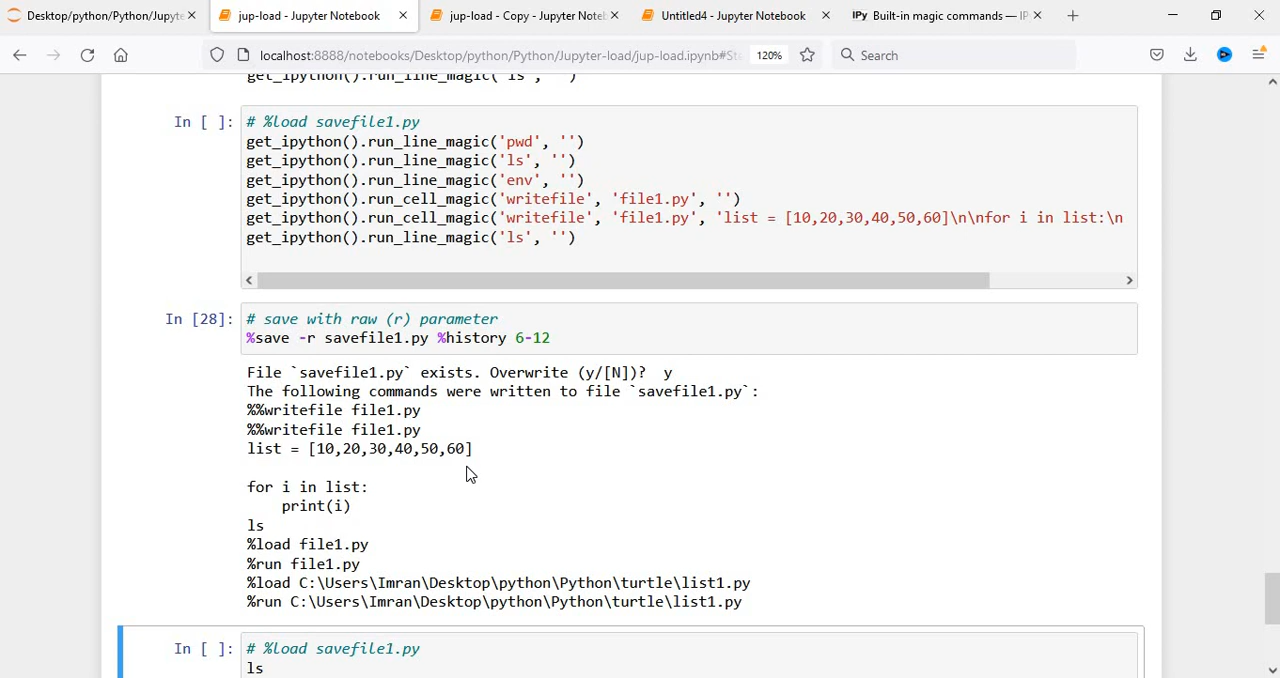 Desktop/python/Python/Jupyte
jup-load - Jupyter Notebook
jup-load - Copy - Jupyter Noteb
Untitled4 - Jupyter Notebook
IPy Built-in magic commands — IP
localhost:8888/notebooks/Desktop/python/Python/Jupyter-load/jup-load.ipynb#Sta
120%
Search
get_ipython().run_line_magic('ls', '')
In [ ]:
# %load savefile1.py
get_ipython().run_line_magic('pwd', '')
get_ipython().run_line_magic('ls', '')
get_ipython().run_line_magic('env', '')
get_ipython().run_cell_magic('writefile', 'file1.py', '')
get_ipython().run_cell_magic('writefile', 'file1.py', 'list = [10,20,30,40,50,60]\n\nfor i in list:\n
get_ipython().run_line_magic('ls', '')
In [28]:
# save with raw (r) parameter
%save -r savefile1.py %history 6-12
File `savefile1.py` exists. Overwrite (y/[N])?  y
The following commands were written to file `savefile1.py`:
%%writefile file1.py
%%writefile file1.py
list = [10,20,30,40,50,60]
for i in list:
    print(i)
ls
%load file1.py
%run file1.py
%load C:\Users\Imran\Desktop\python\Python\turtle\list1.py
%run C:\Users\Imran\Desktop\python\Python\turtle\list1.py
In [ ]:
# %load savefile1.py
ls